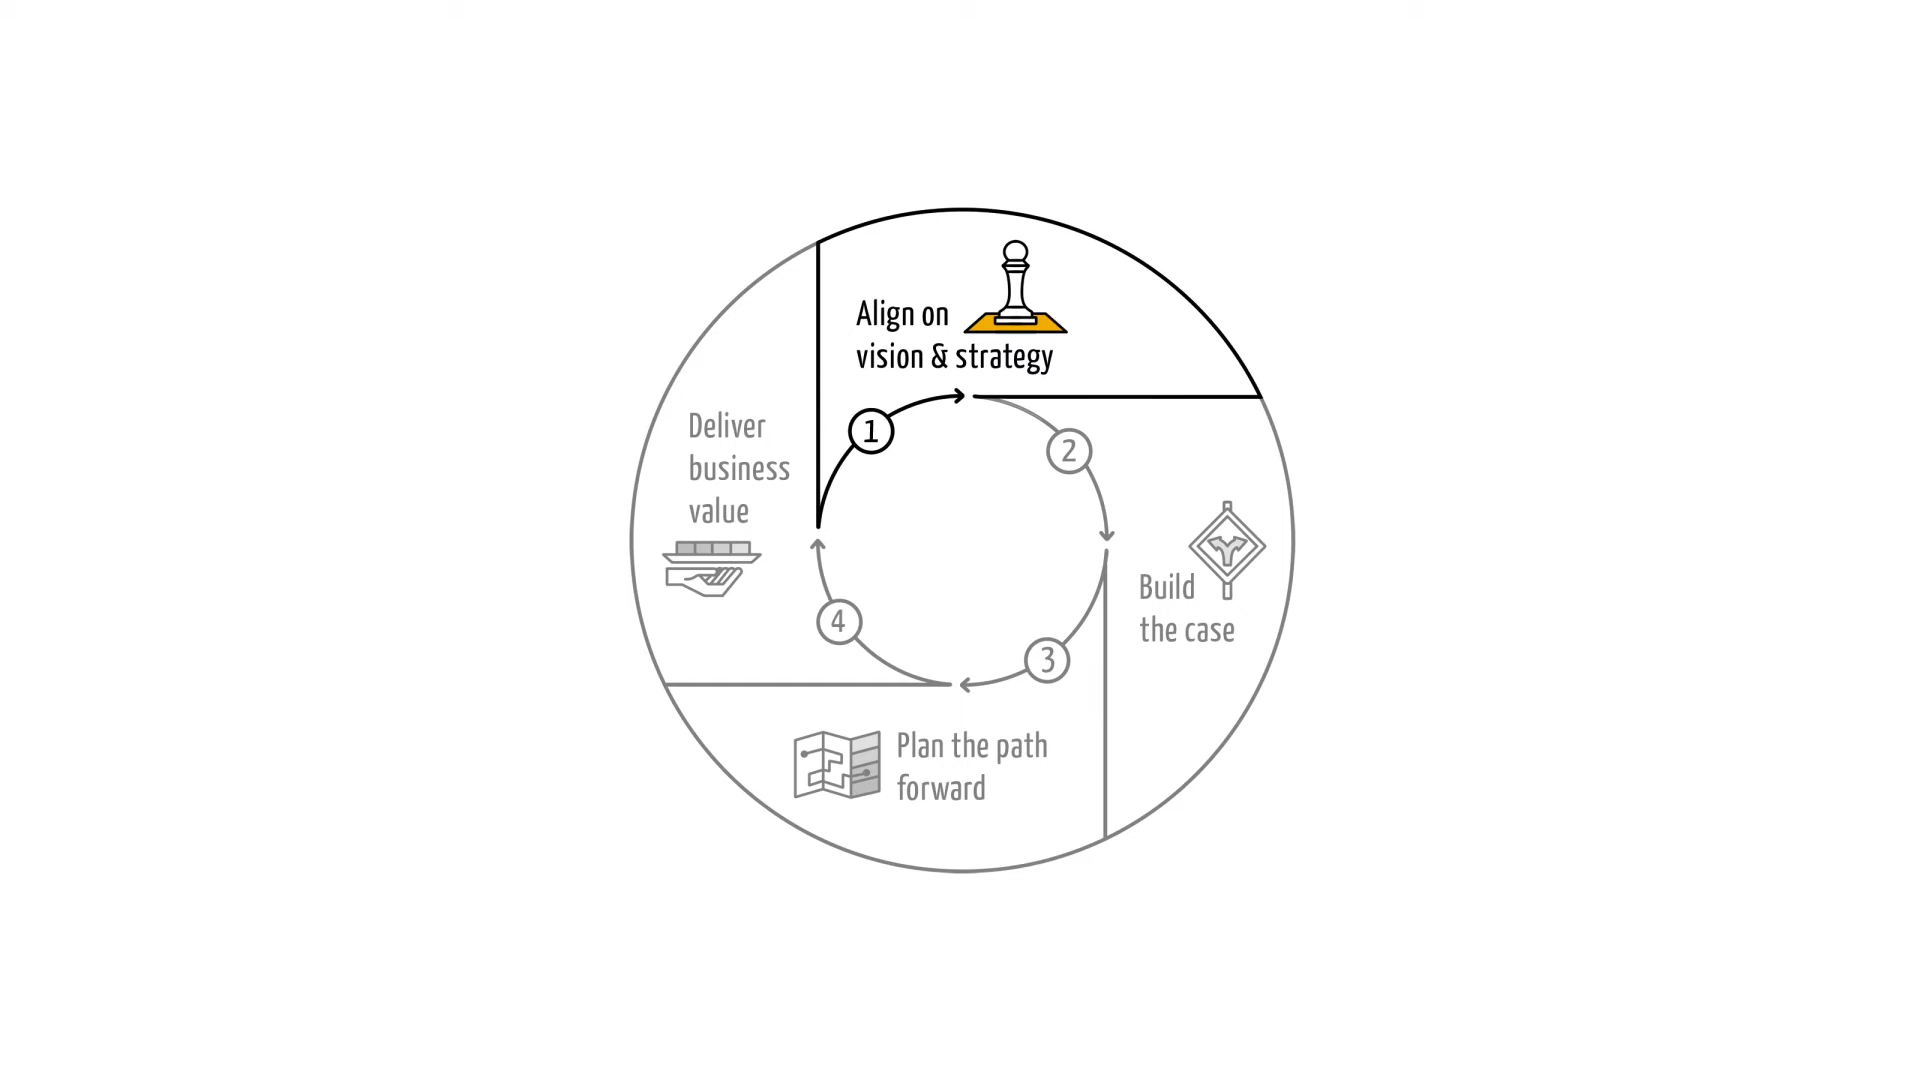 Align on
vision & strategy
1
2
Build
the case
3
Plan the path
forward
4
Deliver
business
value